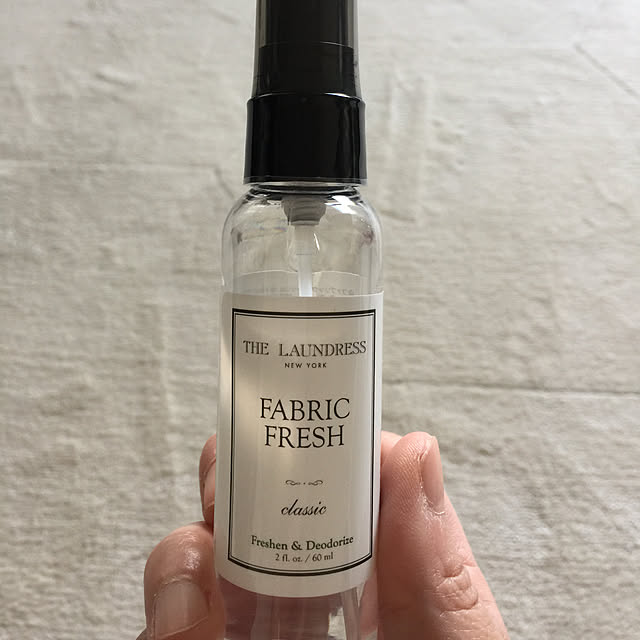 THE LAUNDRESS
NEW YORK
FABRIC
FRESH
classic
Freshen & Deodorize
2 fl. oz. / 60 ml